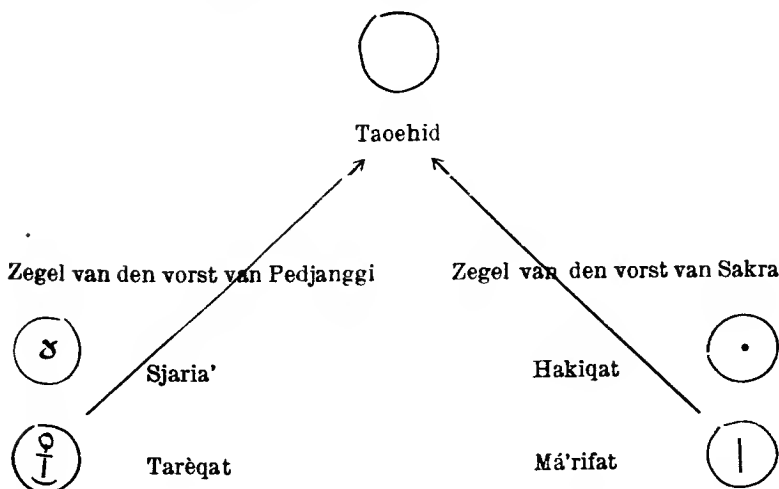 Taoehid
Zegel van den vorst van Pedjanggi
Zegel van den vorst van Sakra
Sjaria'
Hakiqat
Tarèqat
Má'rifat